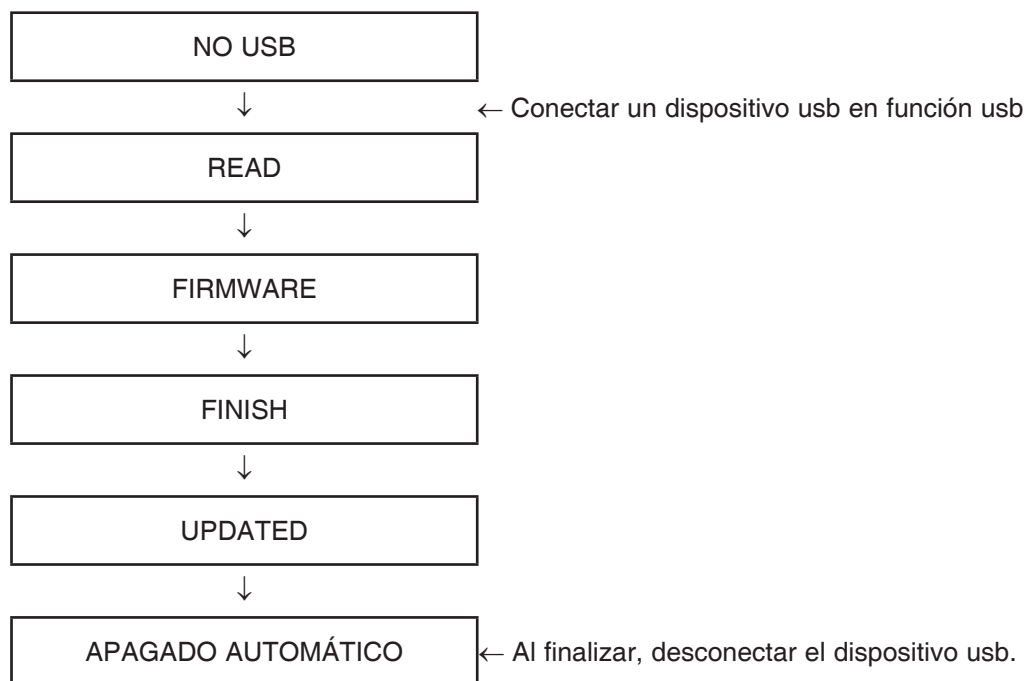 NO USB
↓
← Conectar un dispositivo usb en función usb
READ
↓
FIRMWARE
↓
FINISH
↓
UPDATED
↓
APAGADO AUTOMÁTICO
← Al finalizar, desconectar el dispositivo usb.